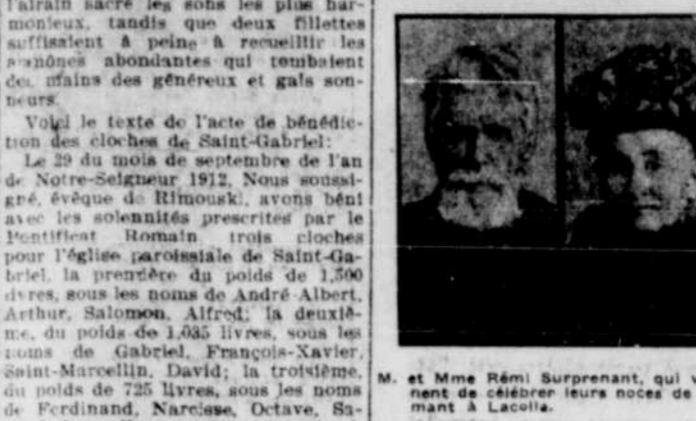 l'airain sacré les sons les plus har-
monieux, tandis que deux fillettes
suffisaient à peine à recueillir les
aumônes abondantes qui tombaient
des mains des généreux et gais son-
neurs.
Voici le texte de l'acte de bénédic-
tion des cloches de Saint-Gabriel:
Le 29 du mois de septembre de l'an
de Notre-Seigneur 1912, Nous soussi-
gné, évêque de Rimouski, avons béni
avec les solennités prescrites par le
Pontificat Romain trois cloches
pour l'église paroissiale de Saint-Ga-
briel, la première du poids de 1,500
livres, sous les noms de André-Albert,
Arthur, Salomon, Alfred; la deuxiè-
me, du poids de 1,035 livres, sous les
noms de Gabriel, François-Xavier,
Saint-Marcellin, David; la troisième,
du poids de 725 livres, sous les noms
de Ferdinand, Narcisse, Octave, Sa-
M. et Mme Rémi Surprenant, qui v
nent de célébrer leurs noces de
mant à Lacolle.